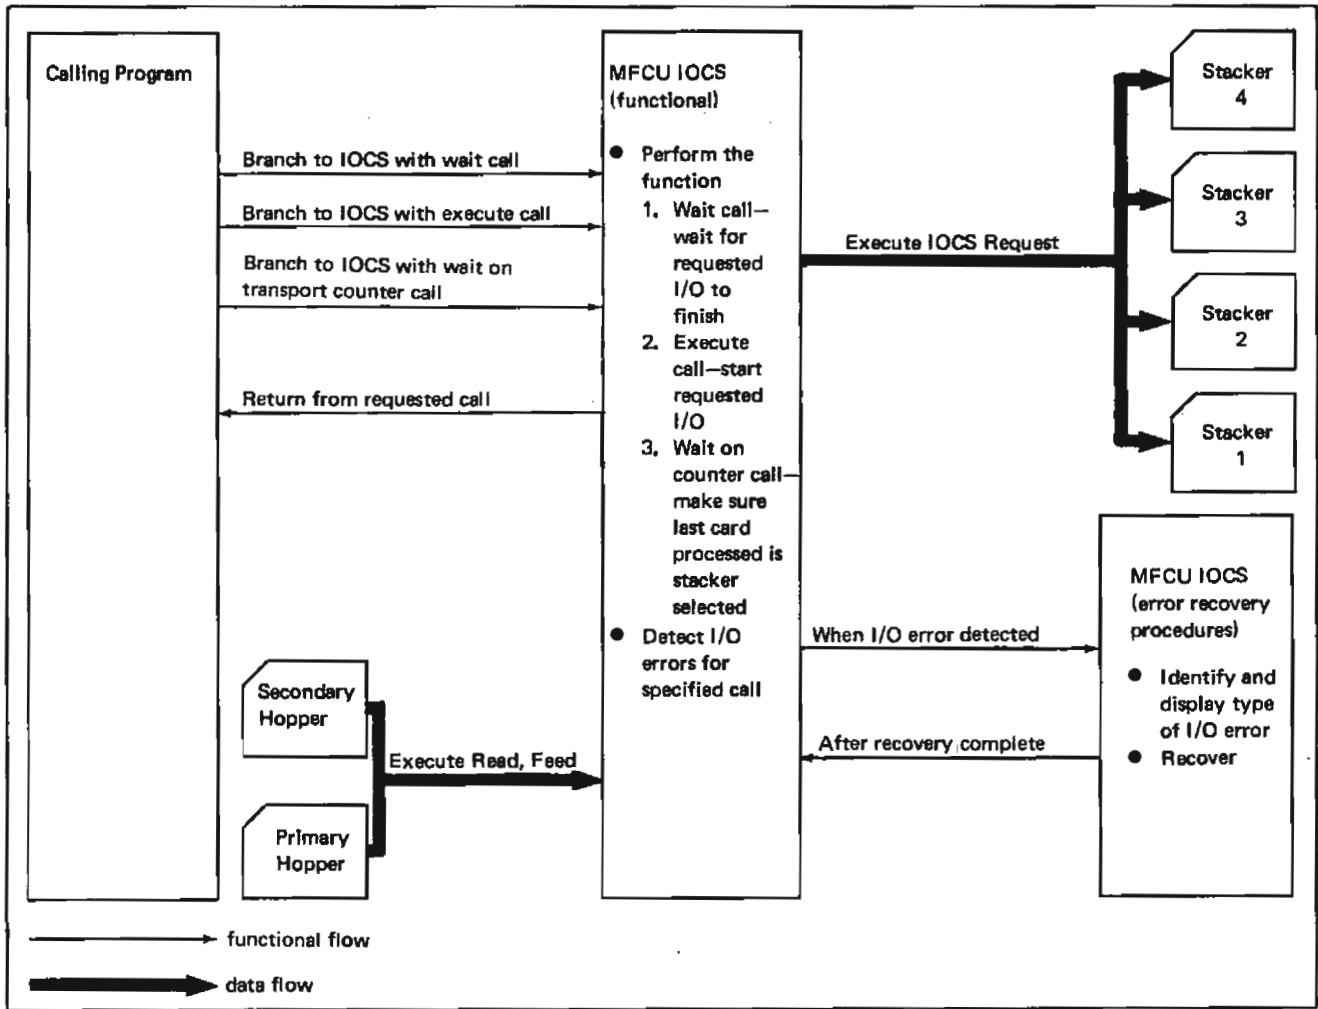 Calling Program
Branch to IOCS with wait call
Branch to IOCS with execute call
Branch to IOCS with wait on
transport counter call
Return from requested call
Secondary
Hopper
Primary
Hopper
Execute Read, Feed
MFCU IOCS
(functional)
● Perform the
function
1. Wait call—
wait for
requested
I/O to
finish
2. Execute
call—start
requested
I/O
3. Wait on
counter call—
make sure
last card
processed is
stacker
selected
● Detect I/O
errors for
specified call
Execute IOCS Request
Stacker
4
Stacker
3
Stacker
2
Stacker
1
When I/O error detected
After recovery complete
MFCU IOCS
(error recovery
procedures)
● Identify and
display type
of I/O error
● Recover
functional flow
data flow